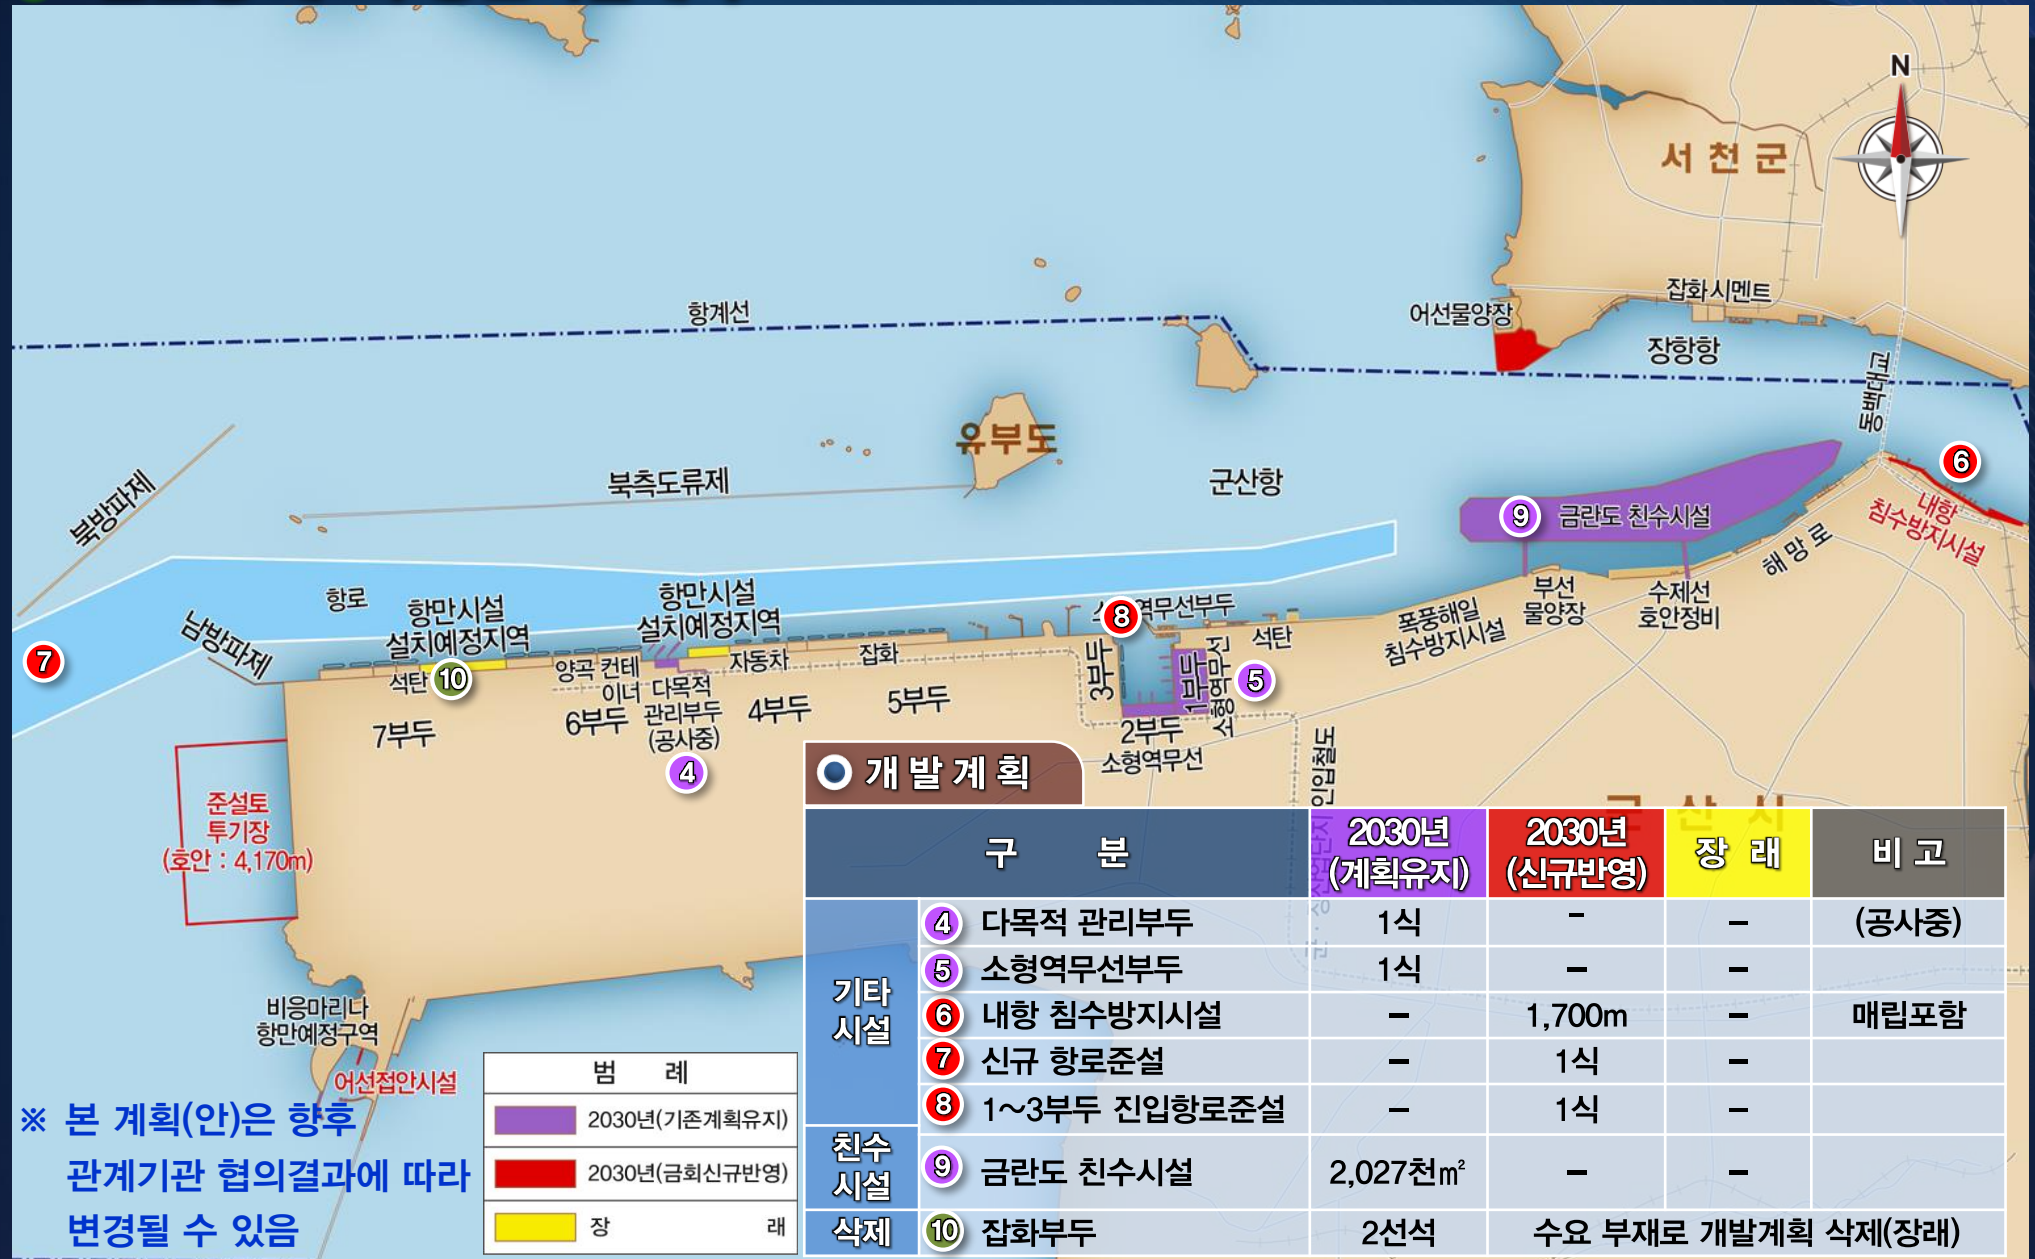 N
서 천 군
잡화 시멘트
항계선
어선물양장
장항항
동백대교
유부도
북측도류제
군산항
북방파제
6
9 금란도 친수시설
내항
침수방지시설
해 망 로
항로
항만시설
설치예정지역
항만시설
설치예정지역
8
부선
물양장
수제선
호안정비
폭풍해일
침수방지시설
석탄
남방파제
7
석탄
10
양곡
컨테
이너
다목적
관리부두
(공사중)
4
자동차
잡화
3부두
1부두
소형역무선
5
7부두
6부두
4부두
5부두
2부두
소형역무선
준설토
투기장
(호안 : 4,170m)
비응마리나
항만예정구역
어선접안시설
※ 본 계획(안)은 향후
관계기관 협의결과에 따라
변경될 수 있음
범 례
2030년(기존계획유지)
2030년(금회신규반영)
장 래
개 발 계 획
구 분 2030년(계획유지) 2030년(신규반영) 장 래 비 고
기타시설 4 다목적 관리부두 1식 - - (공사중)
5 소형역무선부두 1식 - -
6 내항 침수방지시설 - 1,700m - 매립포함
7 신규 항로준설 - 1식 -
8 1~3부두 진입항로준설 - 1식 -
친수시설 9 금란도 친수시설 2,027천㎡ - -
삭제 10 잡화부두 2선석 수요 부재로 개발계획 삭제(장래)